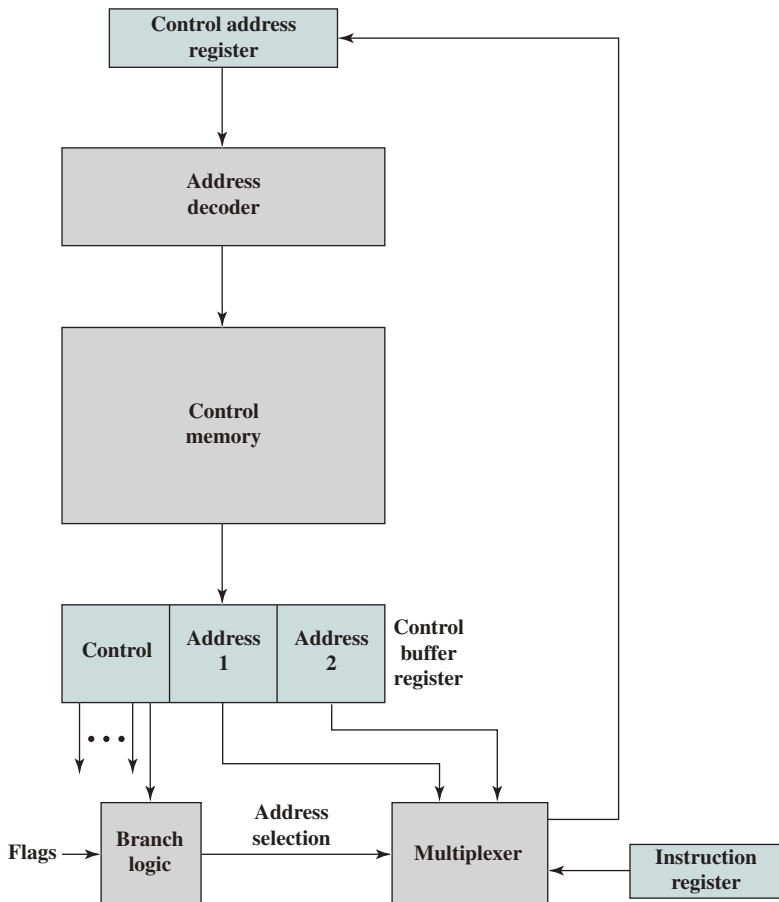 Control address
register
Address
decoder
Control
memory
Control
Address
1
Address
2
Control
buffer
register
Flags
Branch
logic
Address
selection
Multiplexer
Instruction
register